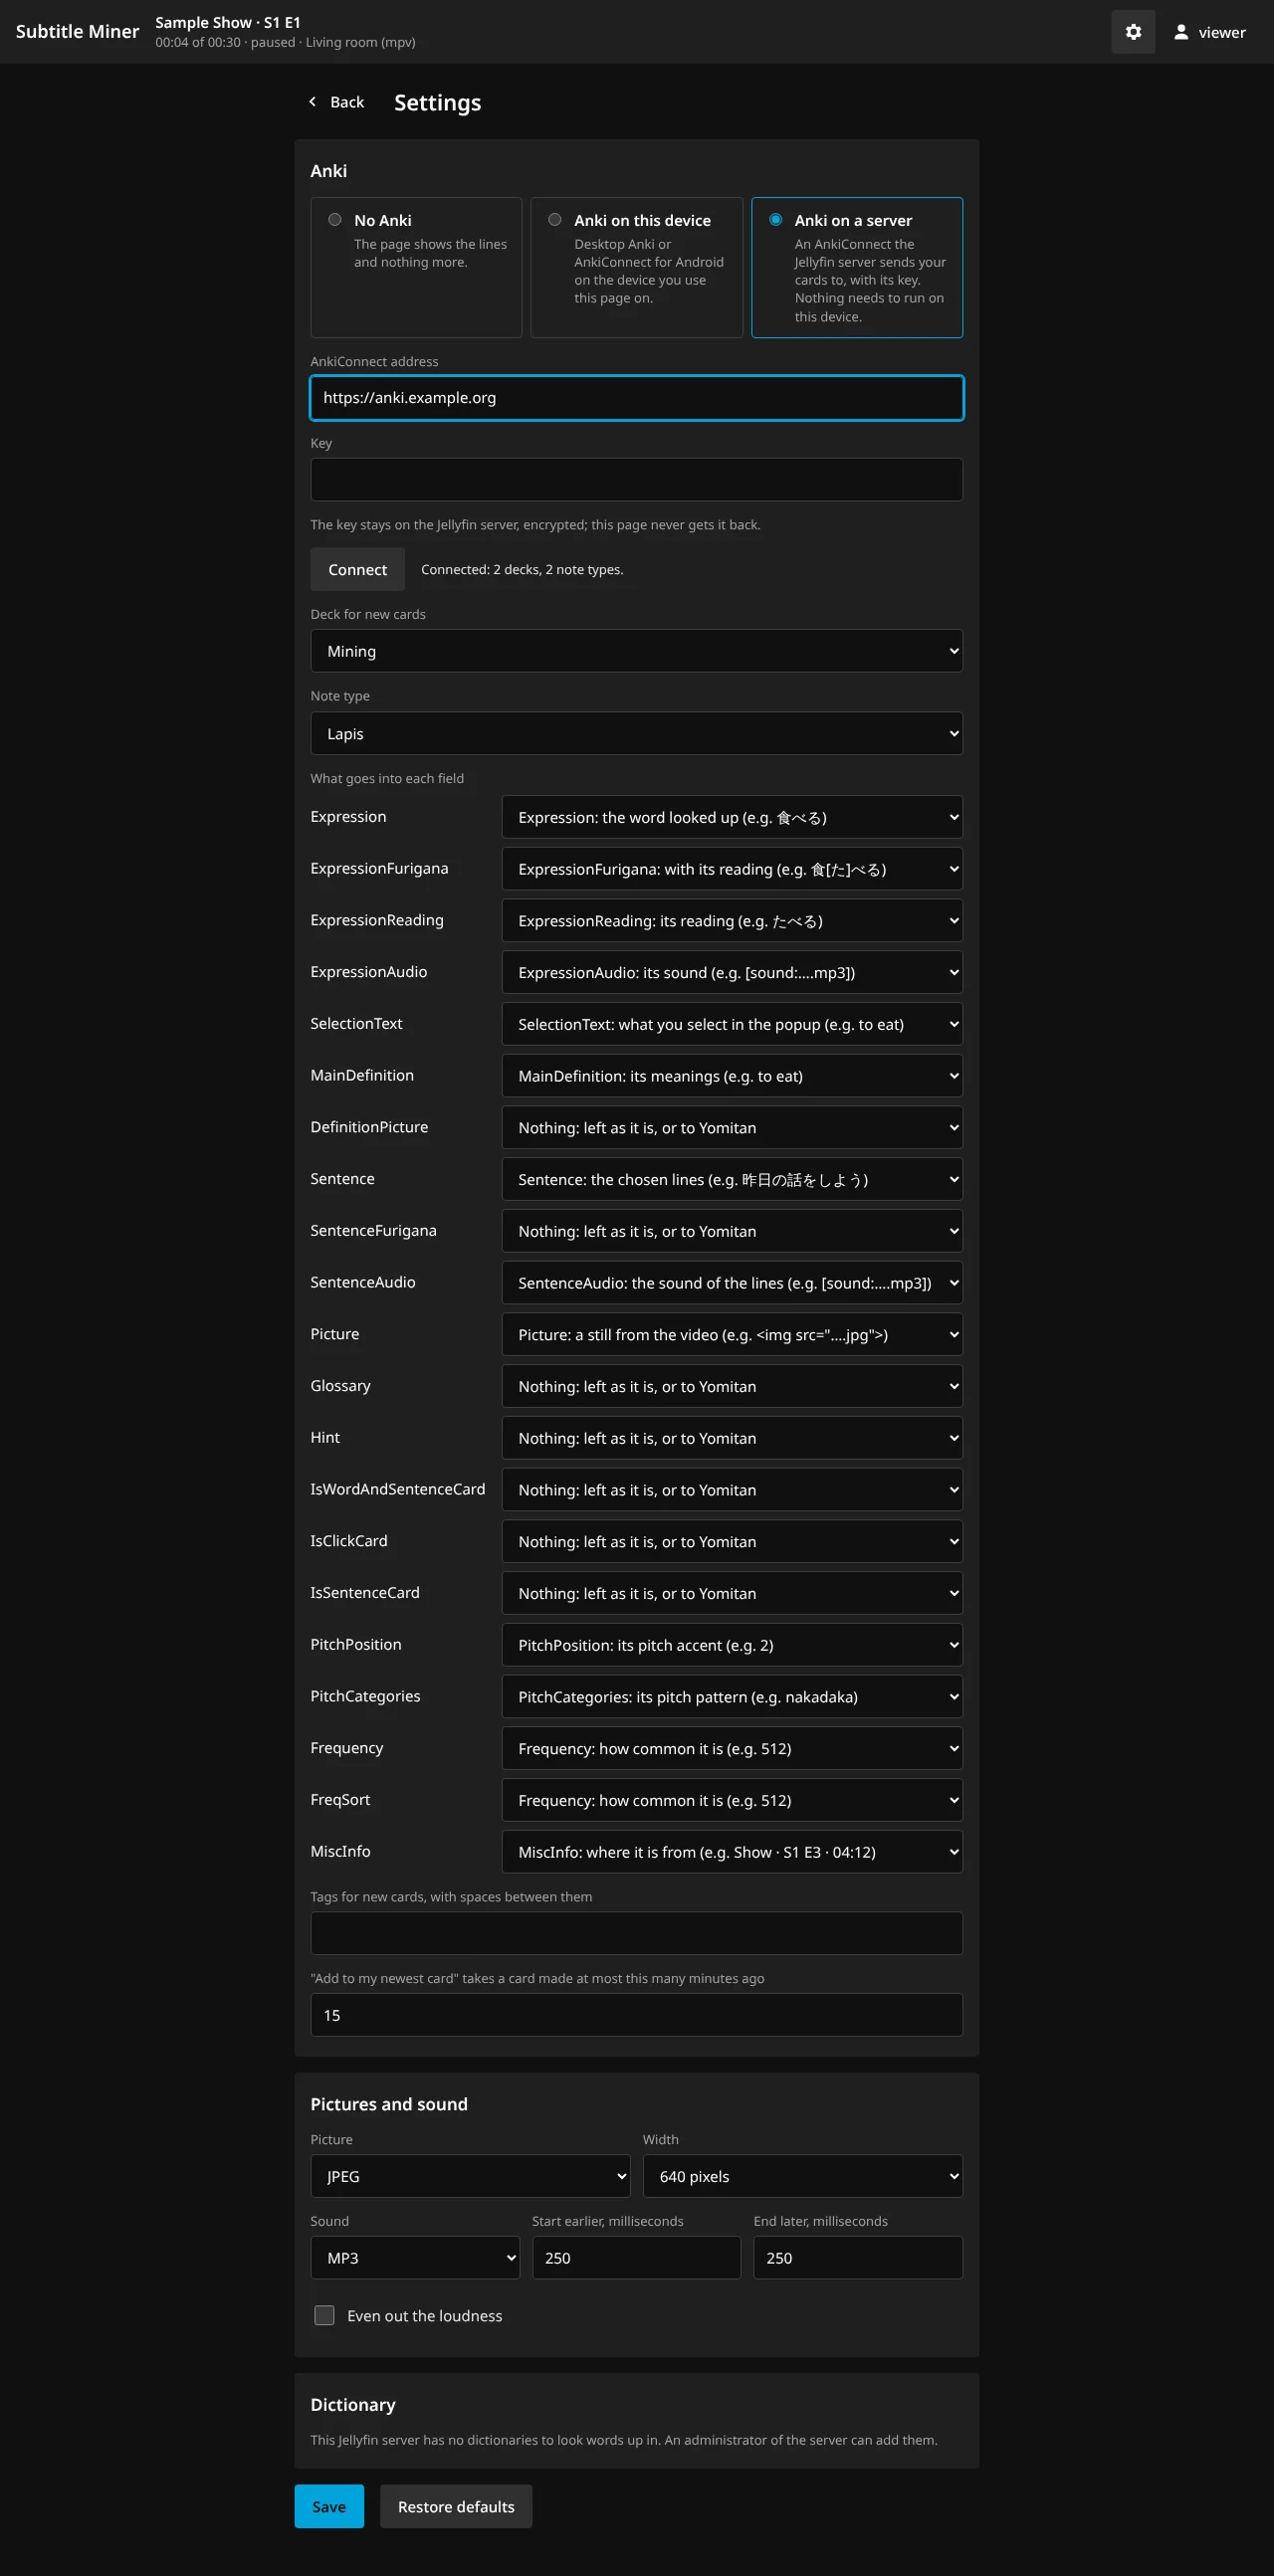 Subtitle Miner
Sample Show · S1 E1
00:04 of 00:30 · paused · Living room (mpv)
viewer
Back
Settings
Anki
No Anki
The page shows the lines
and nothing more.
Anki on this device
Desktop Anki or
AnkiConnect for Android
on the device you use
this page on.
Anki on a server
An AnkiConnect the
Jellyfin server sends your
cards to, with its key.
Nothing needs to run on
this device.
AnkiConnect address
https://anki.example.org
Key
The key stays on the Jellyfin server, encrypted; this page never gets it back.
Connect
Connected: 2 decks, 2 note types.
Deck for new cards
Mining
Note type
Lapis
What goes into each field
Expression
Expression: the word looked up (e.g. 食べる)
ExpressionFurigana
ExpressionFurigana: with its reading (e.g. 食[た]べる)
ExpressionReading
ExpressionReading: its reading (e.g. たべる)
ExpressionAudio
ExpressionAudio: its sound (e.g. [sound:....mp3])
SelectionText
SelectionText: what you select in the popup (e.g. to eat)
MainDefinition
MainDefinition: its meanings (e.g. to eat)
DefinitionPicture
Nothing: left as it is, or to Yomitan
Sentence
Sentence: the chosen lines (e.g. 昨日の話をしよう)
SentenceFurigana
Nothing: left as it is, or to Yomitan
SentenceAudio
SentenceAudio: the sound of the lines (e.g. [sound:....mp3])
Picture
Picture: a still from the video (e.g. <img src="....jpg">)
Glossary
Nothing: left as it is, or to Yomitan
Hint
Nothing: left as it is, or to Yomitan
IsWordAndSentenceCard
Nothing: left as it is, or to Yomitan
IsClickCard
Nothing: left as it is, or to Yomitan
IsSentenceCard
Nothing: left as it is, or to Yomitan
PitchPosition
PitchPosition: its pitch accent (e.g. 2)
PitchCategories
PitchCategories: its pitch pattern (e.g. nakadaka)
Frequency
Frequency: how common it is (e.g. 512)
FreqSort
Frequency: how common it is (e.g. 512)
MiscInfo
MiscInfo: where it is from (e.g. Show · S1 E3 · 04:12)
Tags for new cards, with spaces between them
"Add to my newest card" takes a card made at most this many minutes ago
15
Pictures and sound
Picture
Width
JPEG
640 pixels
Sound
Start earlier, milliseconds
End later, milliseconds
MP3
250
250
Even out the loudness
Dictionary
This Jellyfin server has no dictionaries to look words up in. An administrator of the server can add them.
Save
Restore defaults